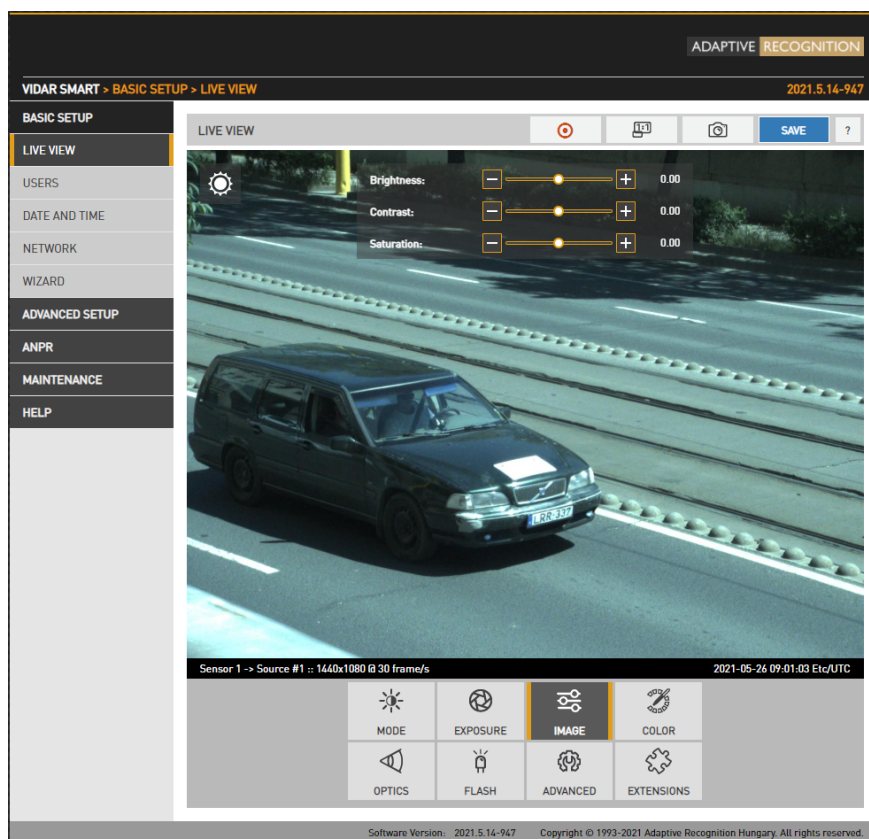 ADAPTIVE RECOGNITION
VIDAR SMART > BASIC SETUP > LIVE VIEW 2021.5.14-947
BASIC SETUP
LIVE VIEW
USERS
DATE AND TIME
NETWORK
WIZARD
ADVANCED SETUP
ANPR
MAINTENANCE
HELP
LIVE VIEW 1:1 SAVE ?
Brightness: 0.00
Contrast: 0.00
Saturation: 0.00
LRR-337
Sensor 1 -> Source #1 :: 1440x1080 @ 30 frame/s 2021-05-26 09:01:03 Etc/UTC
MODE EXPOSURE IMAGE COLOR
OPTICS FLASH ADVANCED EXTENSIONS
Software Version: 2021.5.14-947 Copyright © 1993-2021 Adaptive Recognition Hungary. All rights reserved.